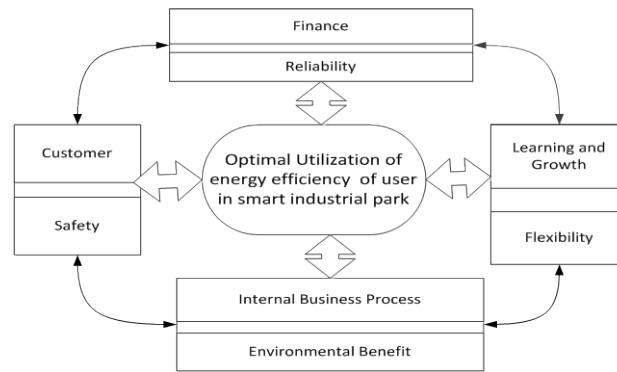 Finance
Reliability
Customer
Safety
Optimal Utilization of
energy efficiency of user
in smart industrial park
Learning and
Growth
Flexibility
Internal Business Process
Environmental Benefit